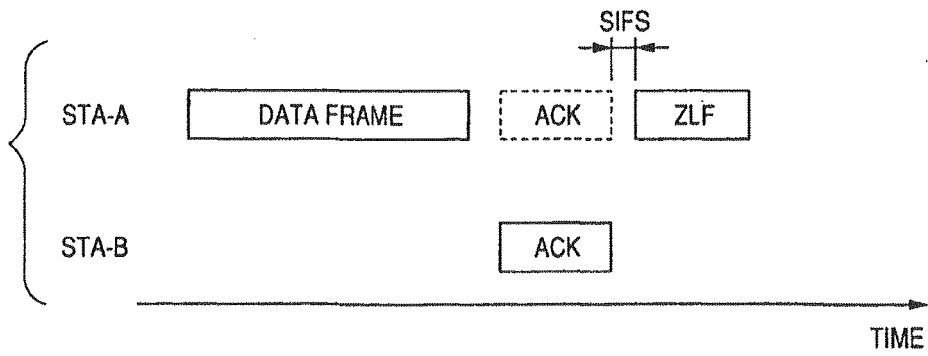 SIFS
STA-A DATA FRAME ACK ZLF
STA-B ACK
TIME